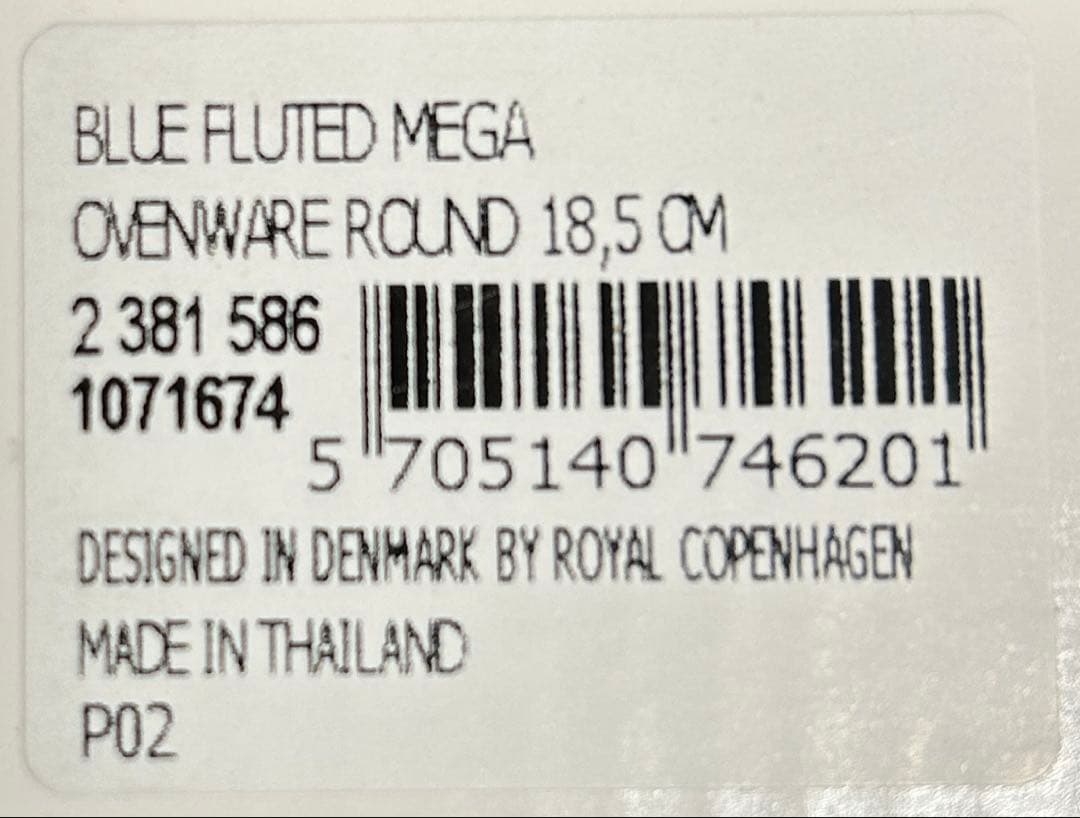 BLUE FLUTED MEGA
OVENWARE ROUND 18,5 CM
2 381 586
1071674
5 705140 746201
DESIGNED IN DENMARK BY ROYAL COPENHAGEN
MADE IN THAILAND
P02